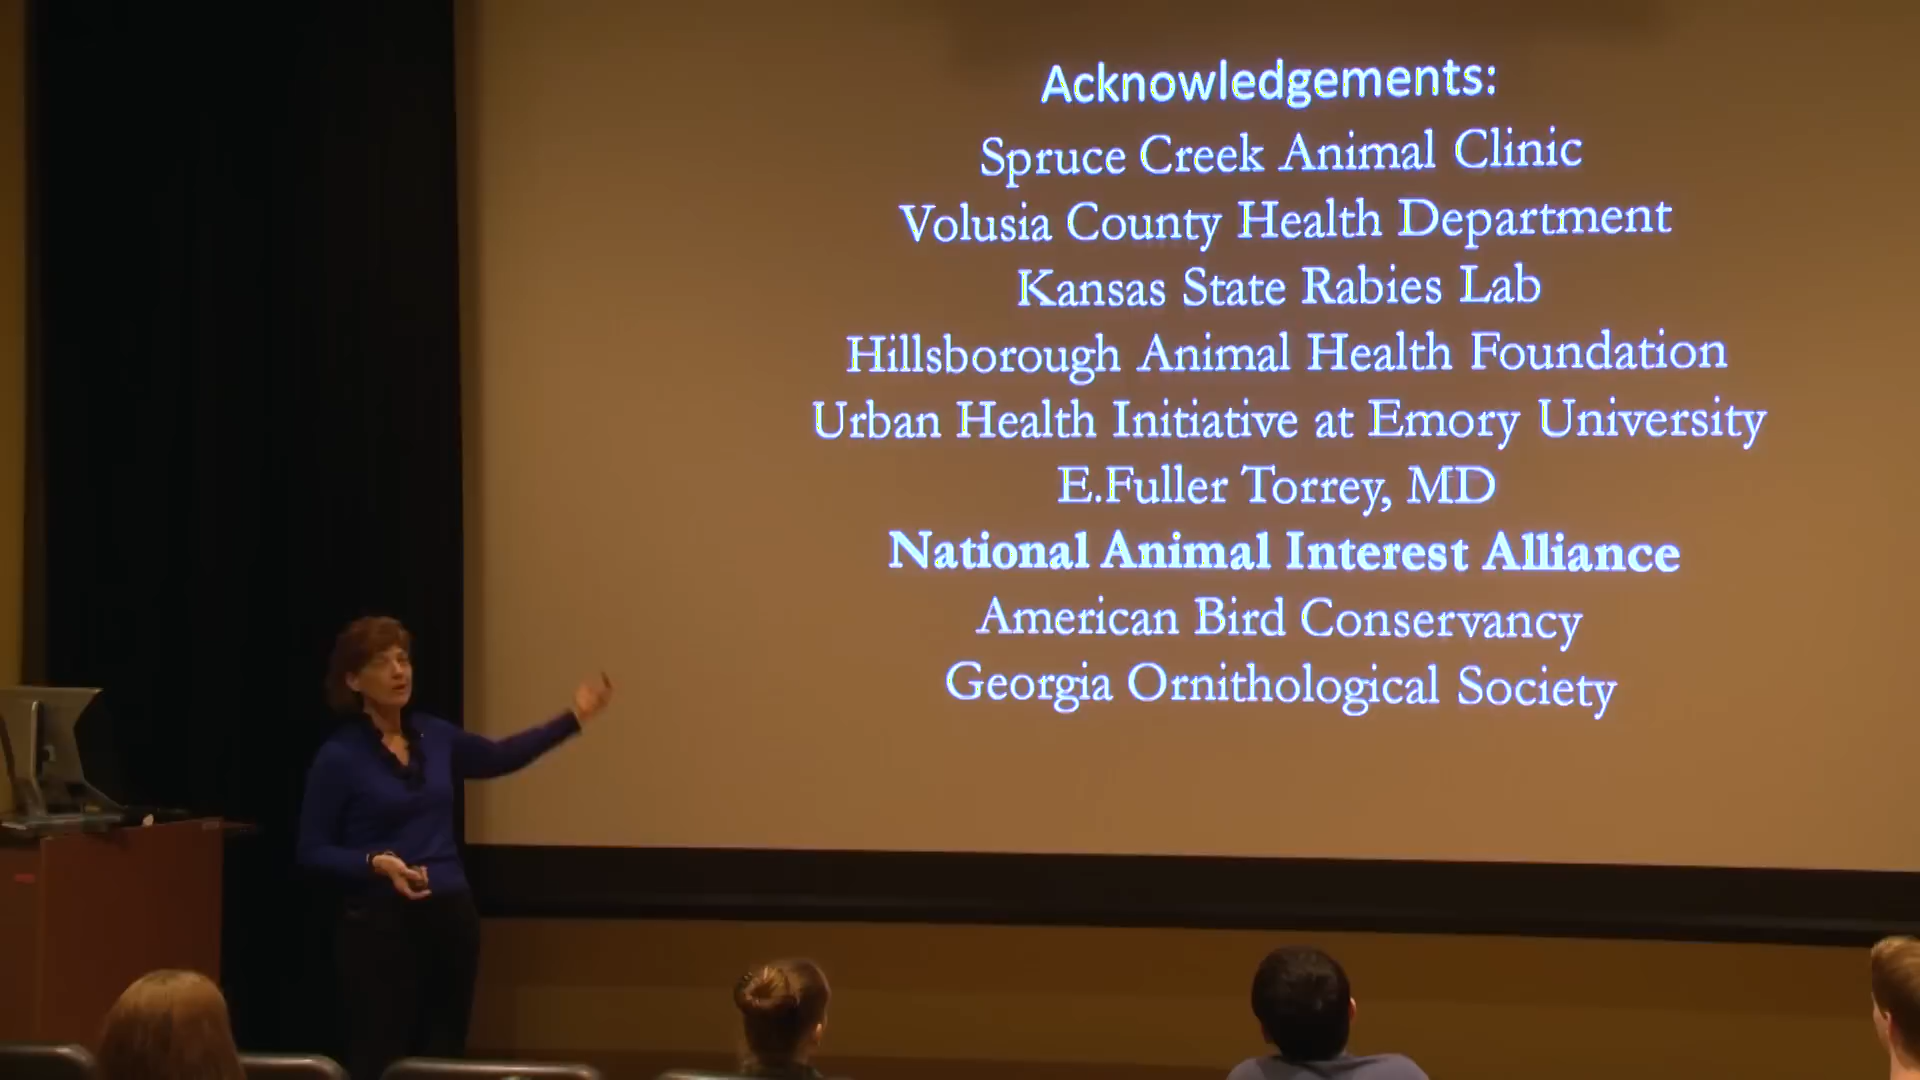 Acknowledgements:
Spruce Creek Animal Clinic
Volusia County Health Department
Kansas State Rabies Lab
Hillsborough Animal Health Foundation
Urban Health Initiative at Emory University
E.Fuller Torrey, MD
National Animal Interest Alliance
American Bird Conservancy
Georgia Ornithological Society